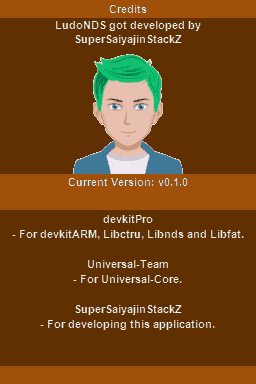 Credits
LudoNDS got developed by
SuperSaiyajinStackZ
Current Version: v0.1.0
devkitPro
- For devkitARM, Libctru, Libnds and Libfat.
Universal-Team
- For Universal-Core.
SuperSaiyajinStackZ
- For developing this application.